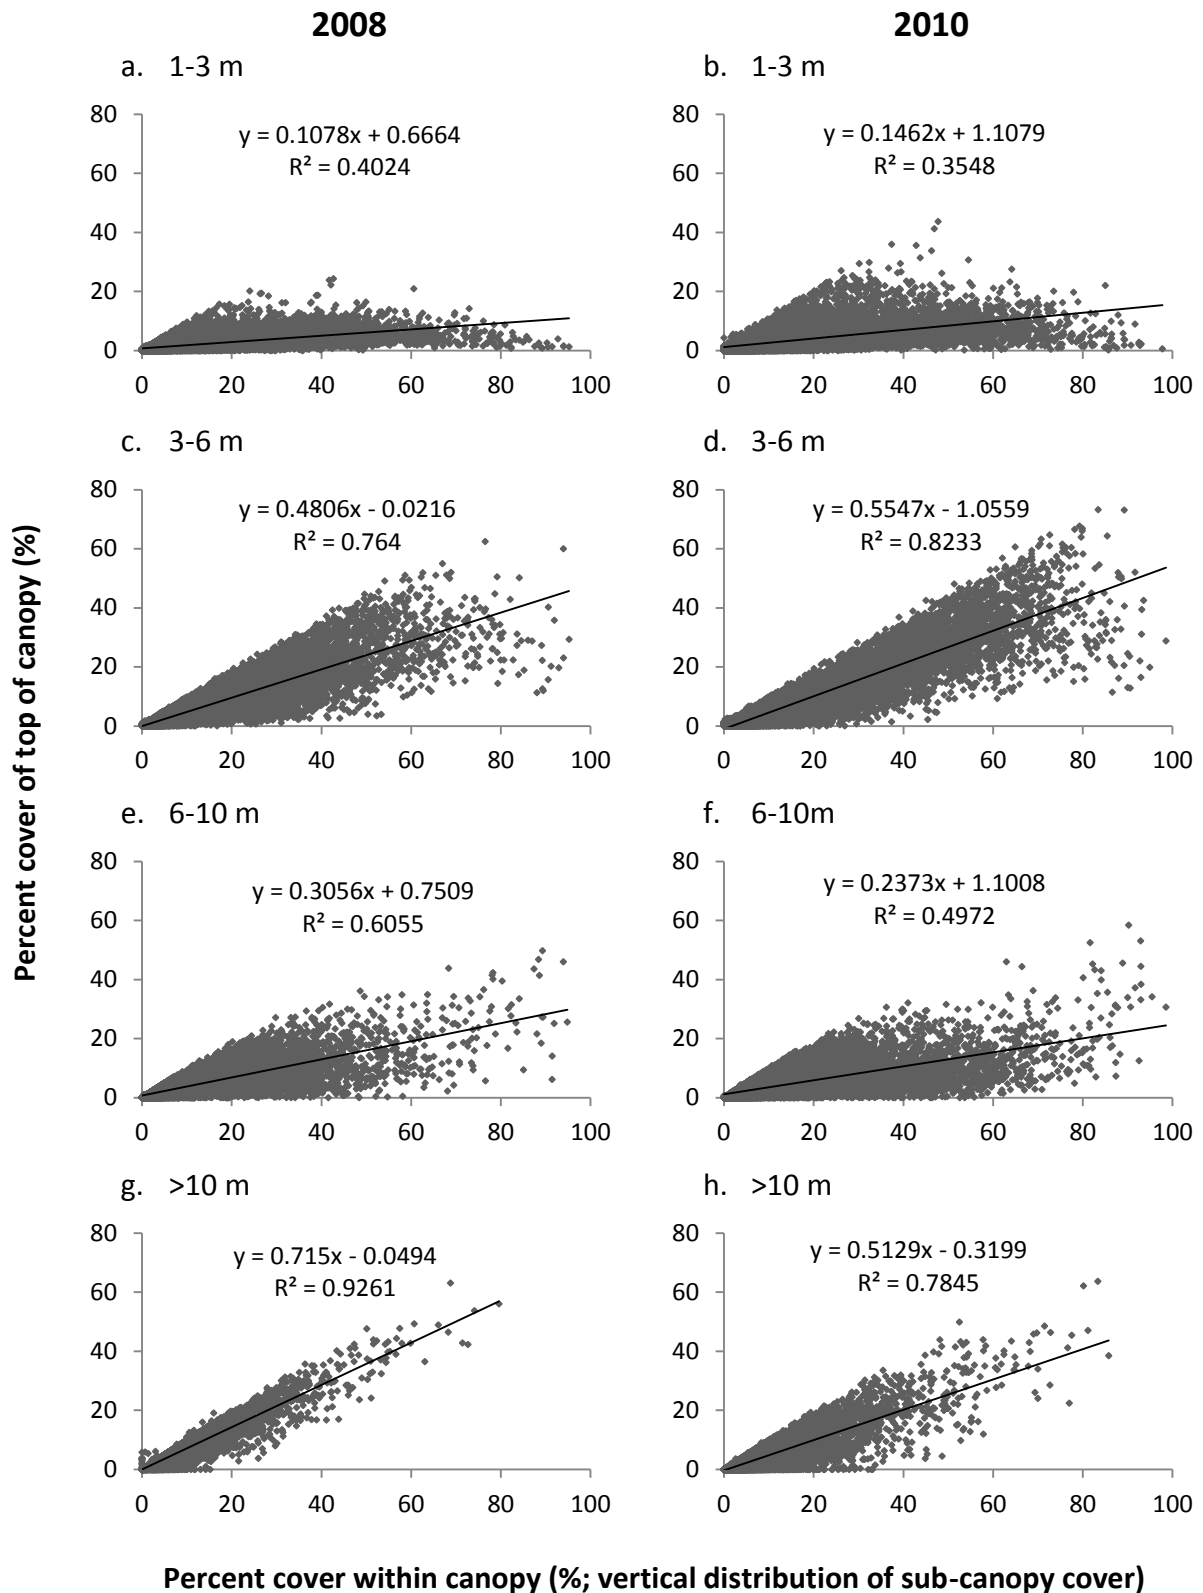 2008
2010
a. 1-3 m
b. 1-3 m
80
60
40
20
0
y = 0.1078x + 0.6664
R² = 0.4024
0 20 40 60 80 100
80
60
40
20
0
y = 0.1462x + 1.1079
R² = 0.3548
0 20 40 60 80 100
c. 3-6 m
d. 3-6 m
80
60
40
20
0
y = 0.4806x - 0.0216
R² = 0.764
0 20 40 60 80 100
80
60
40
20
0
y = 0.5547x - 1.0559
R² = 0.8233
0 20 40 60 80 100
Percent cover of top of canopy (%)
e. 6-10 m
f. 6-10m
80
60
40
20
0
y = 0.3056x + 0.7509
R² = 0.6055
0 20 40 60 80 100
80
60
40
20
0
y = 0.2373x + 1.1008
R² = 0.4972
0 20 40 60 80 100
g. >10 m
h. >10 m
80
60
40
20
0
y = 0.715x - 0.0494
R² = 0.9261
0 20 40 60 80 100
80
60
40
20
0
y = 0.5129x - 0.3199
R² = 0.7845
0 20 40 60 80 100
Percent cover within canopy (%; vertical distribution of sub-canopy cover)